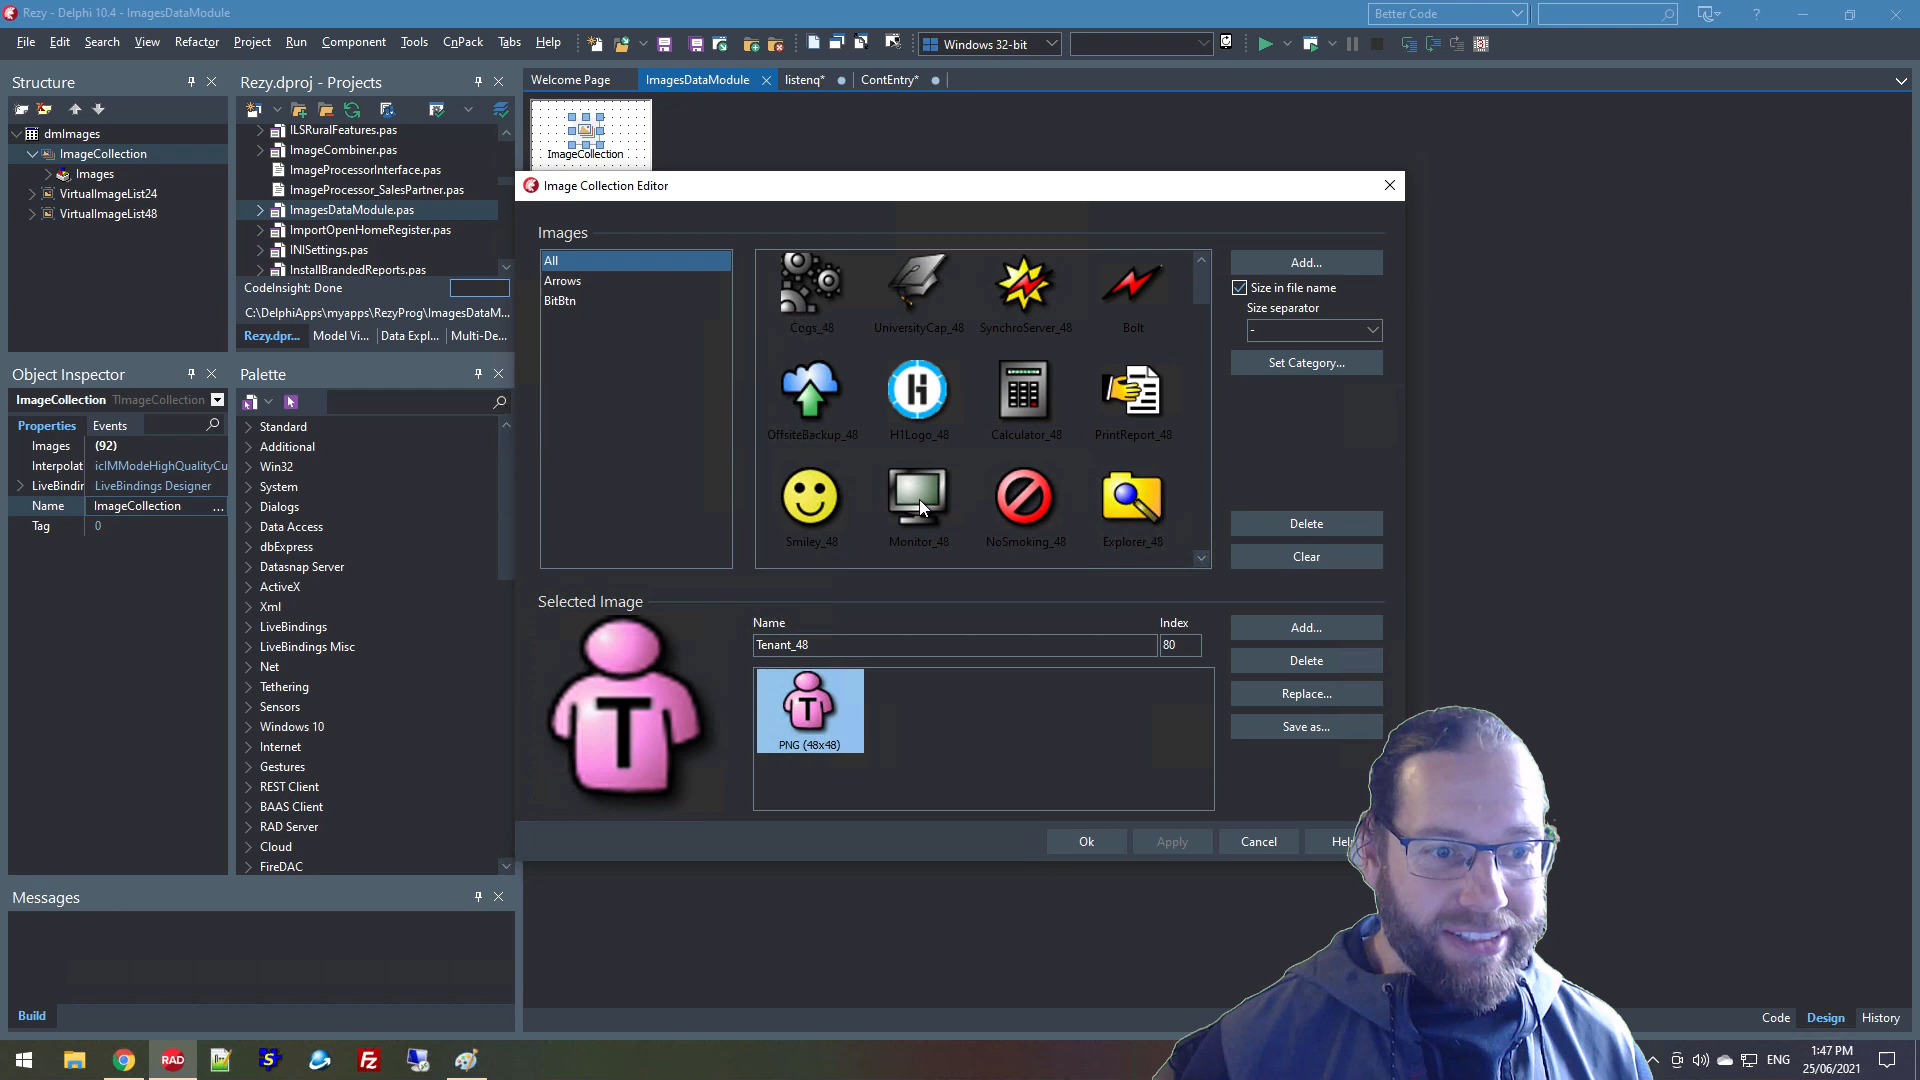 Rezy - Delphi 10.4 - ImagesDataModule
Better Code
File Edit Search View Refactor Project Run Component Tools CnPack Tabs Help
Windows 32-bit
Structure
dmImages
ImageCollection
Images
VirtualImageList24
VirtualImageList48
Rezy.dproj - Projects
ILSRuralFeatures.pas
ImageCombiner.pas
ImageProcessorInterface.pas
ImageProcessor_SalesPartner.pas
ImagesDataModule.pas
ImportOpenHomeRegister.pas
INISettings.pas
InstallBrandedReports.pas
CodeInsight: Done
C:\DelphiApps\myapps\RezyProg\ImagesDataM...
Rezy.dpr... Model Vi... Data Expl... Multi-De...
Welcome Page ImagesDataModule listenq* ContEntry*
ImageCollection
Object Inspector
ImageCollection TImageCollection
Properties Events
Images (92)
Interpolat icIMModeHighQualityCu
LiveBindin LiveBindings Designer
Name ImageCollection ...
Tag 0
Palette
Standard
Additional
Win32
System
Dialogs
Data Access
dbExpress
Datasnap Server
ActiveX
Xml
LiveBindings
LiveBindings Misc
Net
Tethering
Sensors
Windows 10
Internet
Gestures
REST Client
BAAS Client
RAD Server
Cloud
FireDAC
Image Collection Editor
Images
All
Arrows
BitBtn
Cogs_48 UniversityCap_48 SynchroServer_48 Bolt
OffsiteBackup_48 H1Logo_48 Calculator_48 PrintReport_48
Smiley_48 Monitor_48 NoSmoking_48 Explorer_48
Add...
Size in file name
Size separator
-
Set Category...
Delete
Clear
Selected Image
Name Index
Tenant_48 80
T
T
PNG (48x48)
Add...
Delete
Replace...
Save as...
Ok Apply Cancel Help
Messages
Build
Code Design History
RAD
Fz
ENG
1:47 PM
25/06/2021